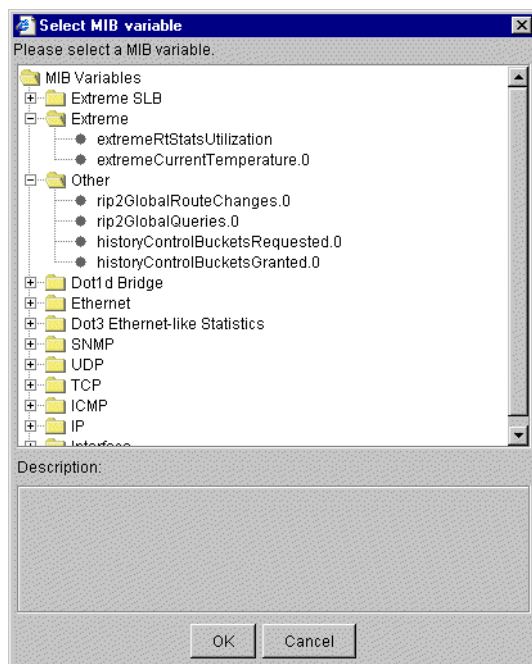 Select MIB variable
Please select a MIB variable.
MIB Variables
Extreme SLB
Extreme
extremeRtStatsUtilization
extremeCurrentTemperature.0
Other
rip2GlobalRouteChanges.0
rip2GlobalQueries.0
historyControlBucketsRequested.0
historyControlBucketsGranted.0
Dot1d Bridge
Ethernet
Dot3 Ethernet-like Statistics
SNMP
UDP
TCP
ICMP
IP
Interface
Description:
OK Cancel